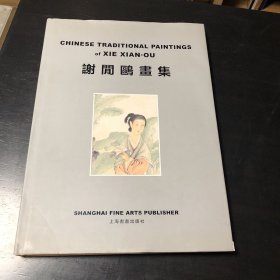 CHINESE TRADITIONAL PAINTINGS
of XIE XIAN-OU
謝閒鷗畫集
SHANGHAI FINE ARTS PUBLISHER
上海書畫出版社